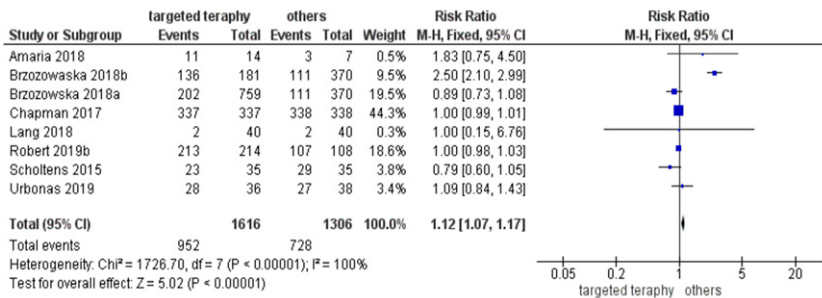 targeted teraphy others Risk Ratio Risk Ratio
Study or Subgroup Events Total Events Total Weight M-H, Fixed, 95% CI M-H, Fixed, 95% CI
Amaria 2018 11 14 3 7 0.5% 1.83 [0.75, 4.50]
Brzozowaska 2018b 136 181 111 370 9.5% 2.50 [2.10, 2.99]
Brzozowska 2018a 202 759 111 370 19.5% 0.89 [0.73, 1.08]
Chapman 2017 337 337 338 338 44.3% 1.00 [0.99, 1.01]
Lang 2018 2 40 2 40 0.3% 1.00 [0.15, 6.76]
Robert 2019b 213 214 107 108 18.6% 1.00 [0.98, 1.03]
Scholtens 2015 23 35 29 35 3.8% 0.79 [0.60, 1.05]
Urbonas 2019 28 36 27 38 3.4% 1.09 [0.84, 1.43]
Total (95% CI) 1616 1306 100.0% 1.12 [1.07, 1.17]
Total events 952 728
Heterogeneity: Chi² = 1726.70, df = 7 (P < 0.00001); I² = 100%
Test for overall effect: Z = 5.02 (P < 0.00001)
0.05 0.2 1 5 20
targeted teraphy others